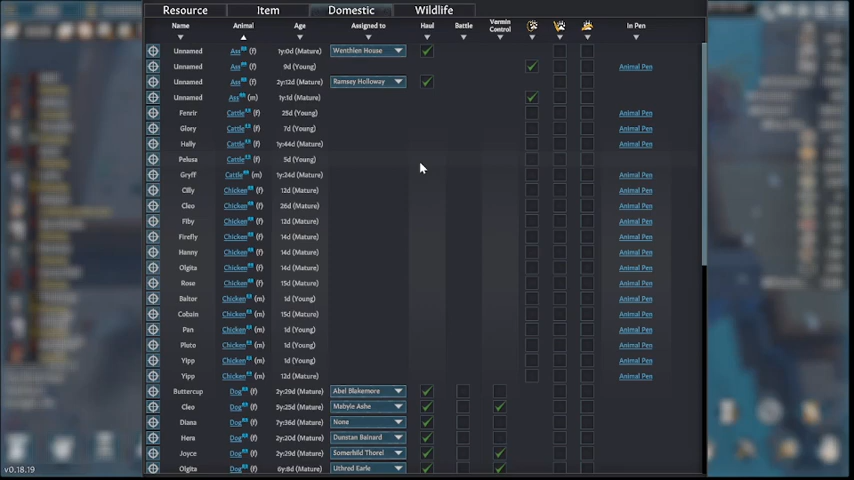 Resource Item Domestic Wildlife
Name Animal Age Assigned to Haul Battle Vermin Control In Pen
Unnamed Ass (f) 1y:0d (Mature) Wenthlen House
Unnamed Ass (f) 9d (Young) Animal Pen
Unnamed Ass (f) 2y:12d (Mature) Ramsey Holloway
Unnamed Ass (m) 1y:1d (Mature)
Fenrir Cattle (f) 25d (Young) Animal Pen
Glory Cattle (f) 7d (Young) Animal Pen
Hally Cattle (f) 1y:44d (Mature) Animal Pen
Pelusa Cattle (f) 5d (Young) Animal Pen
Gryff Cattle (m) 1y:24d (Mature) Animal Pen
Cilly Chicken (f) 12d (Mature) Animal Pen
Cleo Chicken (f) 26d (Mature) Animal Pen
Fiby Chicken (f) 12d (Mature) Animal Pen
Firefly Chicken (f) 14d (Mature) Animal Pen
Hanny Chicken (f) 14d (Mature) Animal Pen
Olgita Chicken (f) 14d (Mature) Animal Pen
Rose Chicken (f) 15d (Mature) Animal Pen
Baltor Chicken (m) 1d (Young) Animal Pen
Cobain Chicken (m) 15d (Mature) Animal Pen
Pan Chicken (m) 1d (Young) Animal Pen
Pluto Chicken (m) 1d (Young) Animal Pen
Yipp Chicken (m) 1d (Young) Animal Pen
Yipp Chicken (m) 12d (Mature) Animal Pen
Buttercup Dog (f) 2y:29d (Mature) Abel Blakemore
Cleo Dog (f) 5y:25d (Mature) Mabyle Ashe
Diana Dog (f) 7y:36d (Mature) None
Hera Dog (f) 2y:20d (Mature) Dunstan Bainard
Joyce Dog (f) 2y:29d (Mature) Somerhild Thorel
Olgita Dog (f) 6y:8d (Mature) Uthred Earle
v0.18.19